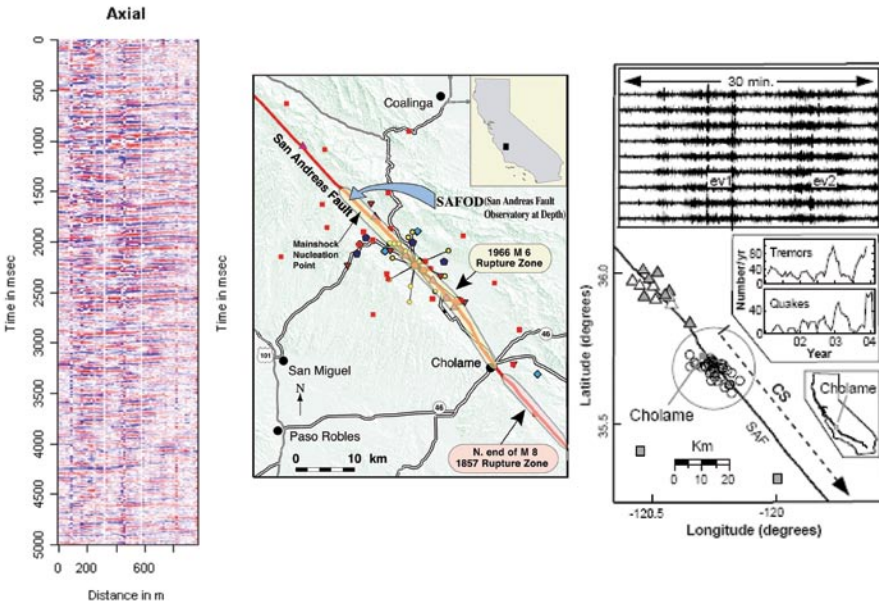 Axial
0
500
1000
1500
2000
2500
3000
3500
4000
4500
5000
Time in msec
0 200 600
Distance in m
Time in msec
Coalinga
San Andreas Fault
SAFOD (San Andreas Fault
Observatory at Depth)
Mainshock
Nucleation
Point
1966 M 6
Rupture Zone
46
101
San Miguel
Cholame
N
46
Paso Robles
0 10 km
N. end of M 8
1857 Rupture Zone
30 min.
ev1 ev2
Tremors
80
40
0
Number/yr
Quakes
40
0
02 03 04
Year
36.0
35.5
Latitude (degrees)
Cholame
CS
SAF
Cholame
Km
0 10 20
-120.5 -120
Longitude (degrees)